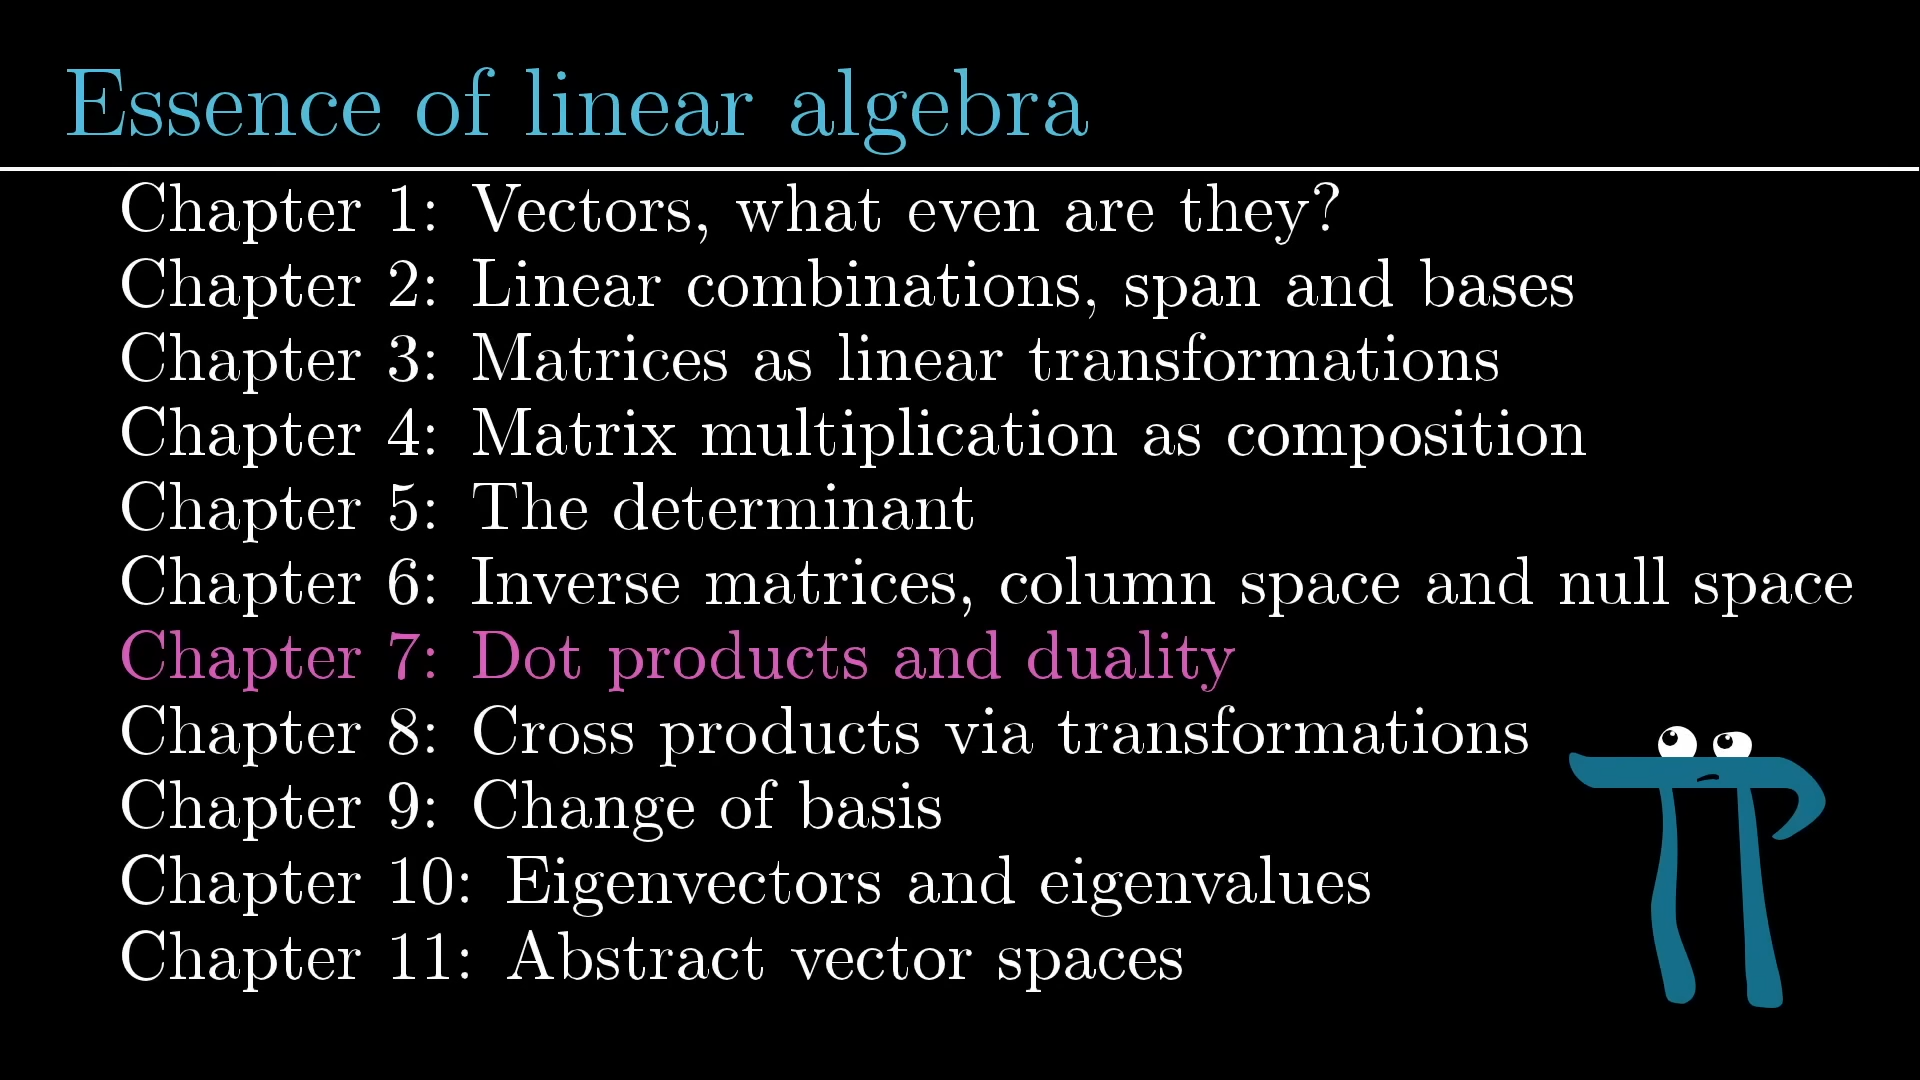 Essence of linear algebra
Chapter 1: Vectors, what even are they?
Chapter 2: Linear combinations, span and bases
Chapter 3: Matrices as linear transformations
Chapter 4: Matrix multiplication as composition
Chapter 5: The determinant
Chapter 6: Inverse matrices, column space and null space
Chapter 7: Dot products and duality
Chapter 8: Cross products via transformations
Chapter 9: Change of basis
Chapter 10: Eigenvectors and eigenvalues
Chapter 11: Abstract vector spaces